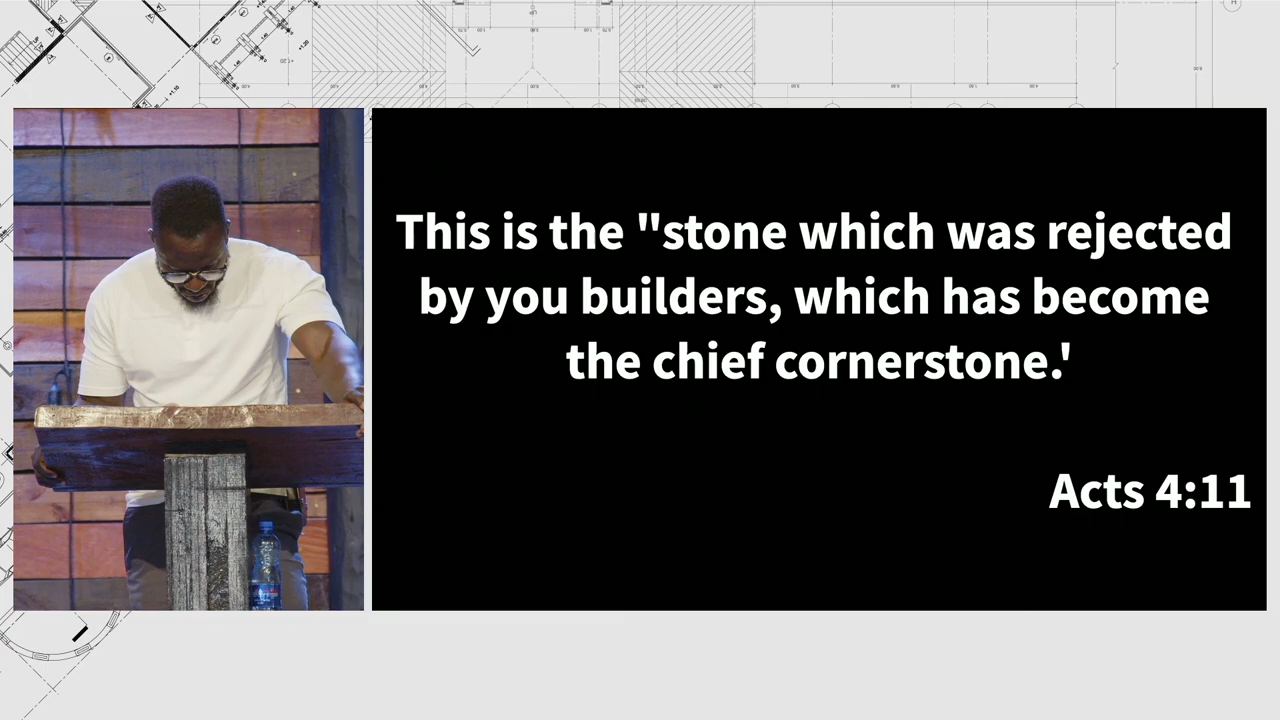 This is the "stone which was rejected
by you builders, which has become
the chief cornerstone.'
Acts 4:11